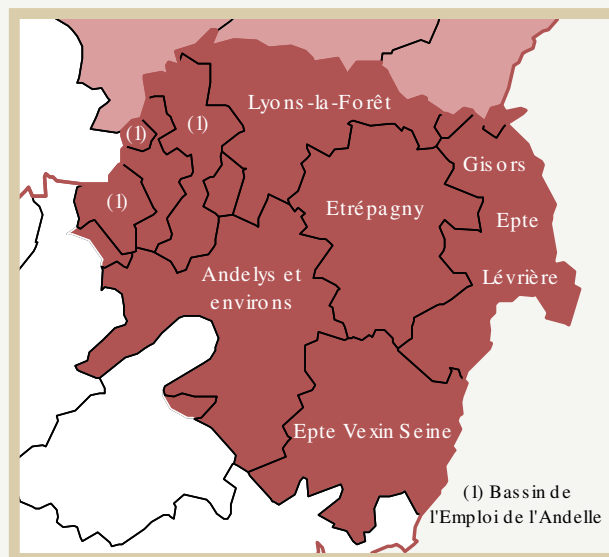 Lyons-la-Forêt
(1)
(1)
Gisors
(1)
Etrépagny
Epte
Andelys et
environs
Lévrière
Epte Vexin Seine
(1) Bassin de
l'Emploi de l'Andelle